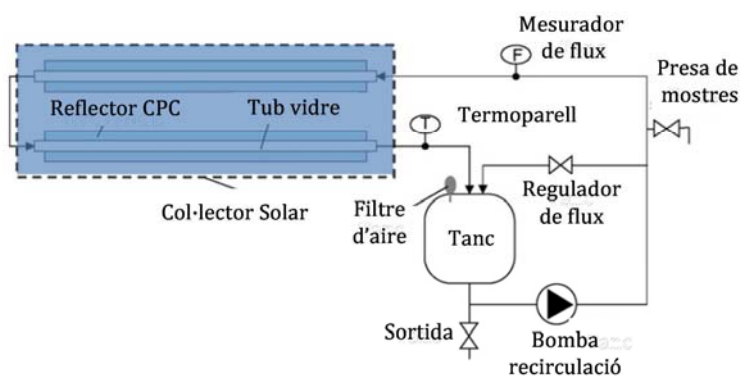 Mesurador
de flux
F
Presa de
mostres
Reflector CPC
Tub vidre
T
Termoparell
Col·lector Solar
Filtre
d'aire
Regulador
de flux
Tanc
Sortida
Bomba
recirculació